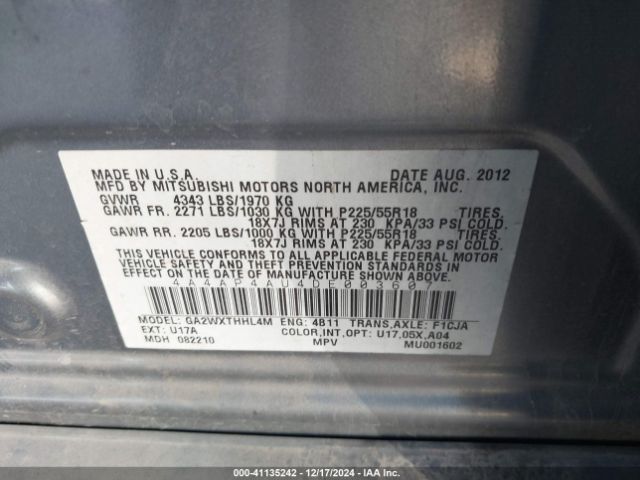 MADE IN U.S.A. DATE AUG. 2012
MFD BY MITSUBISHI MOTORS NORTH AMERICA, INC.
GVWR 4343 LBS/1970 KG
GAWR FR. 2271 LBS/1030 KG WITH P225/55R18 TIRES.
18X7J RIMS AT 230 KPA/33 PSI COLD.
GAWR RR. 2205 LBS/1000 KG WITH P225/55R18 TIRES.
18X7J RIMS AT 230 KPA/33 PSI COLD.
THIS VEHICLE CONFORMS TO ALL APPLICABLE FEDERAL MOTOR
VEHICLE SAFETY, BUMPER, AND THEFT PREVENTION STANDARDS IN
EFFECT ON THE DATE OF MANUFACTURE SHOWN ABOVE.
4A4AP4AU4DE003607
MODEL: GA2WXTHHL4M ENG: 4B11 TRANS,AXLE: F1CJA
EXT: U17A COLOR,INT,OPT: U17,05X,A04
MDH 082210 MPV MU001602
000-41135242 - 12/17/2024 - IAA Inc.